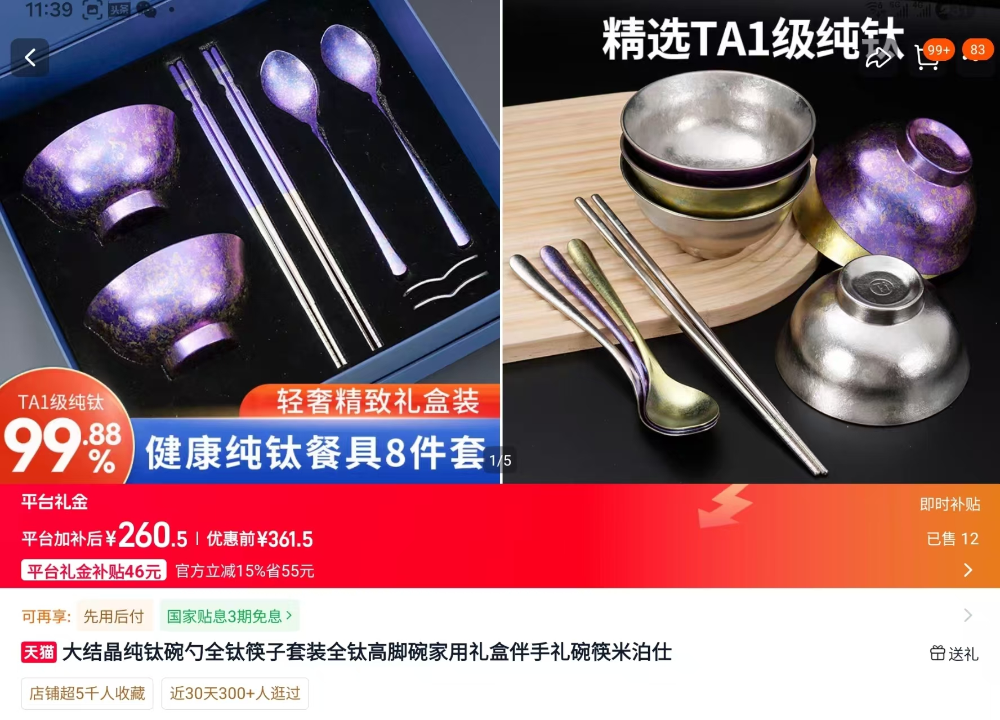 11:39
头条
精选TA1级纯钛
99+
83
TA1级纯钛
99.88%
轻奢精致礼盒装
健康纯钛餐具8件套
1/5
平台礼金
即时补贴
平台加补后¥260.5 | 优惠前¥361.5
已售 12
平台礼金补贴46元 官方立减15%省55元
可再享: 先用后付 国家贴息3期免息
天猫 大结晶纯钛碗勺全钛筷子套装全钛高脚碗家用礼盒伴手礼碗筷米泊仕
送礼
店铺超5千人收藏 近30天300+人逛过